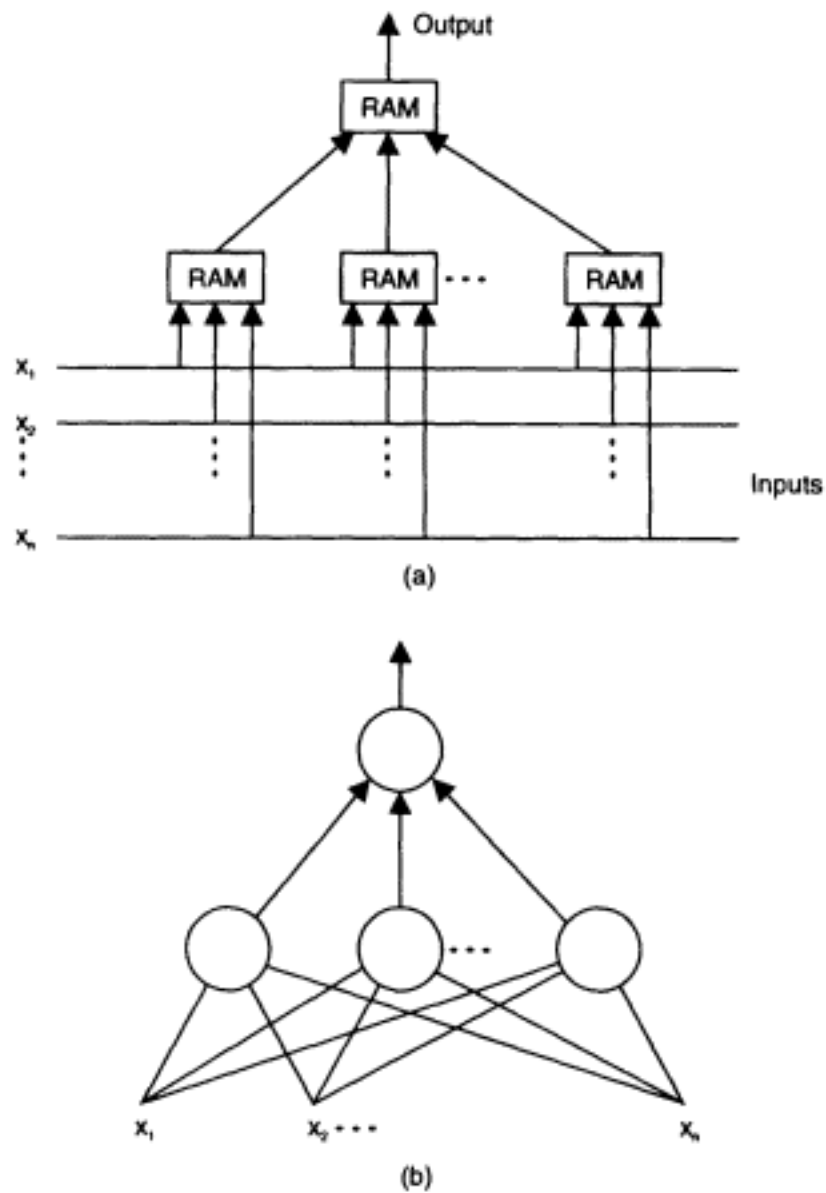 Output
RAM
RAM RAM ... RAM
x₁
x₂
⋮ ⋮ ⋮ ⋮
Inputs
xₙ
(a)
x₁ x₂ ... xₙ
(b)